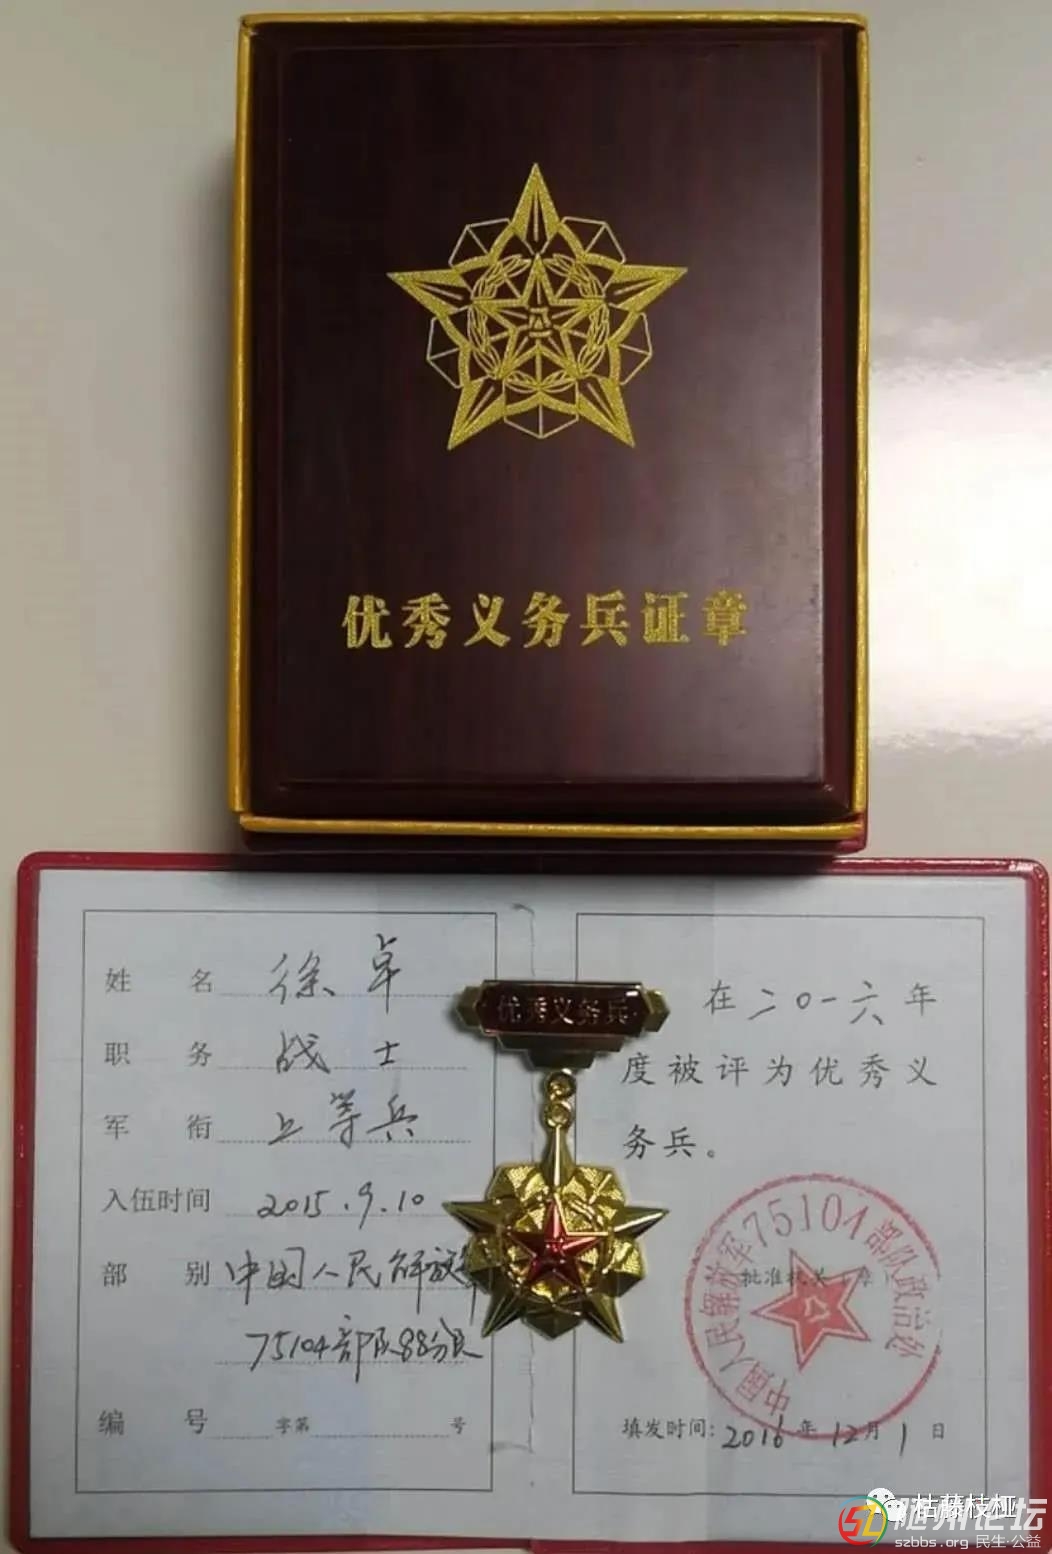 优秀义务兵证章
姓 名 徐卓
职 务 战士
军 衔 上等兵
入伍时间 2015.9.10
部 别 中国人民解放军
75104部队88分队
编 号 字第 号
优秀义务兵
在二〇一六年
度被评为优秀义
务兵。
中国人民解放军75104部队政治处
批准机关 章
填发时间：2016年12月1日
枯藤枝桠
随州论坛
szbbs.org 民生·公益